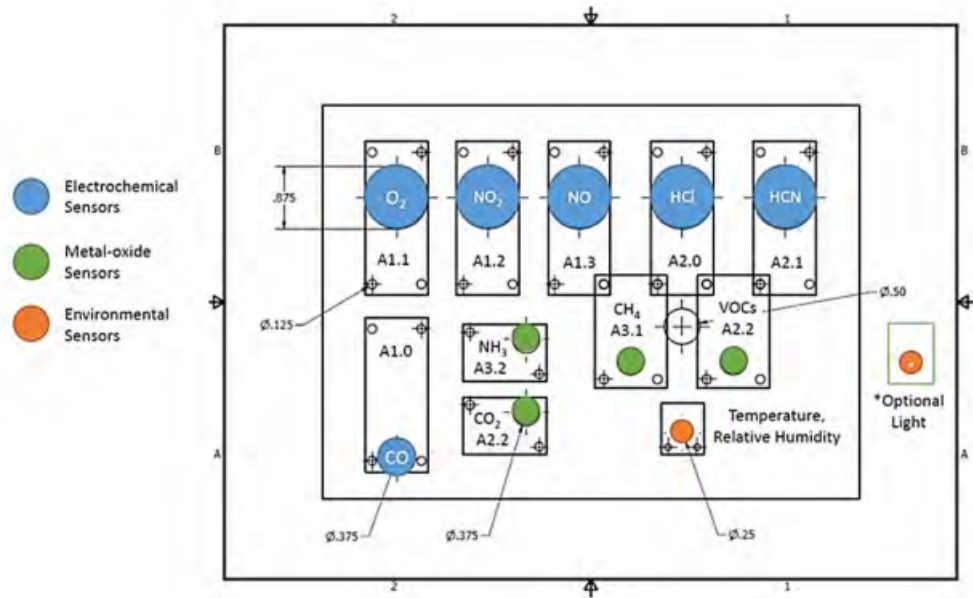 2
1
B
B
Electrochemical
Sensors
Metal-oxide
Sensors
Environmental
Sensors
.875
O₂
NO₂
NO
HCl
HCN
A1.1
A1.2
A1.3
A2.0
A2.1
Ø.125
Ø.50
CH₄
A3.1
VOCs
A2.2
A1.0
NH₃
A3.2
CO₂
A2.2
CO
Temperature,
Relative Humidity
*Optional
Light
A
A
Ø.375
Ø.375
Ø.25
2
1